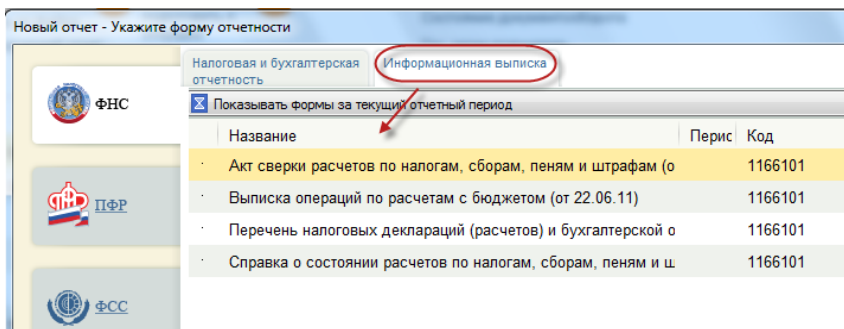 Новый отчет - Укажите форму отчетности
ФНС
ПФР
ФСС
Налоговая и бухгалтерская
отчетность
Информационная выписка
Показывать формы за текущий отчетный период
Название Перис Код
Акт сверки расчетов по налогам, сборам, пеням и штрафам (о 1166101
Выписка операций по расчетам с бюджетом (от 22.06.11) 1166101
Перечень налоговых деклараций (расчетов) и бухгалтерской о 1166101
Справка о состоянии расчетов по налогам, сборам, пеням и ш 1166101